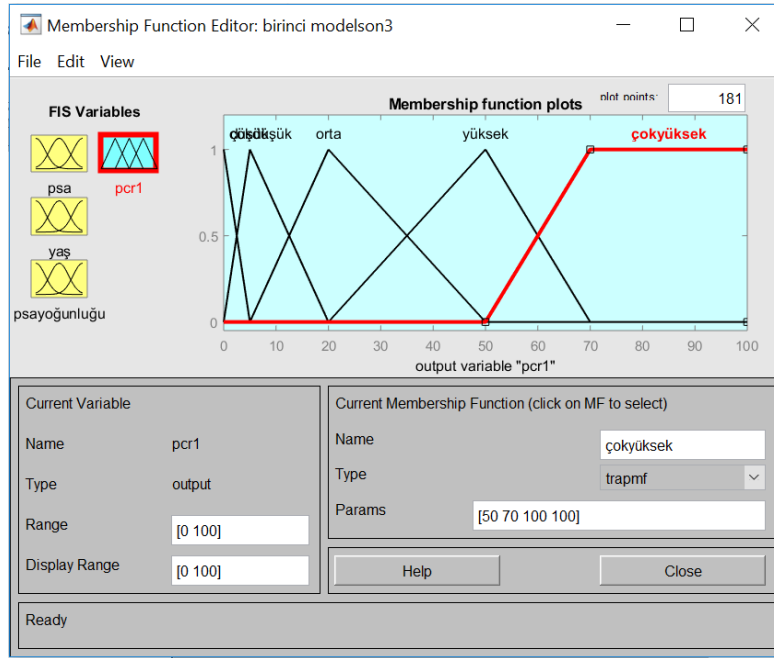 Membership Function Editor: birinci modelson3
File Edit View
FIS Variables
Membership function plots
plot points:
181
psa
pcr1
yaş
psayoğunluğu
orta
yüksek
çokyüksek
1
0.5
0
0 10 20 30 40 50 60 70 80 90 100
output variable "pcr1"
Current Variable
Name pcr1
Type output
Range [0 100]
Display Range [0 100]
Current Membership Function (click on MF to select)
Name çokyüksek
Type trapmf
Params [50 70 100 100]
Help
Close
Ready